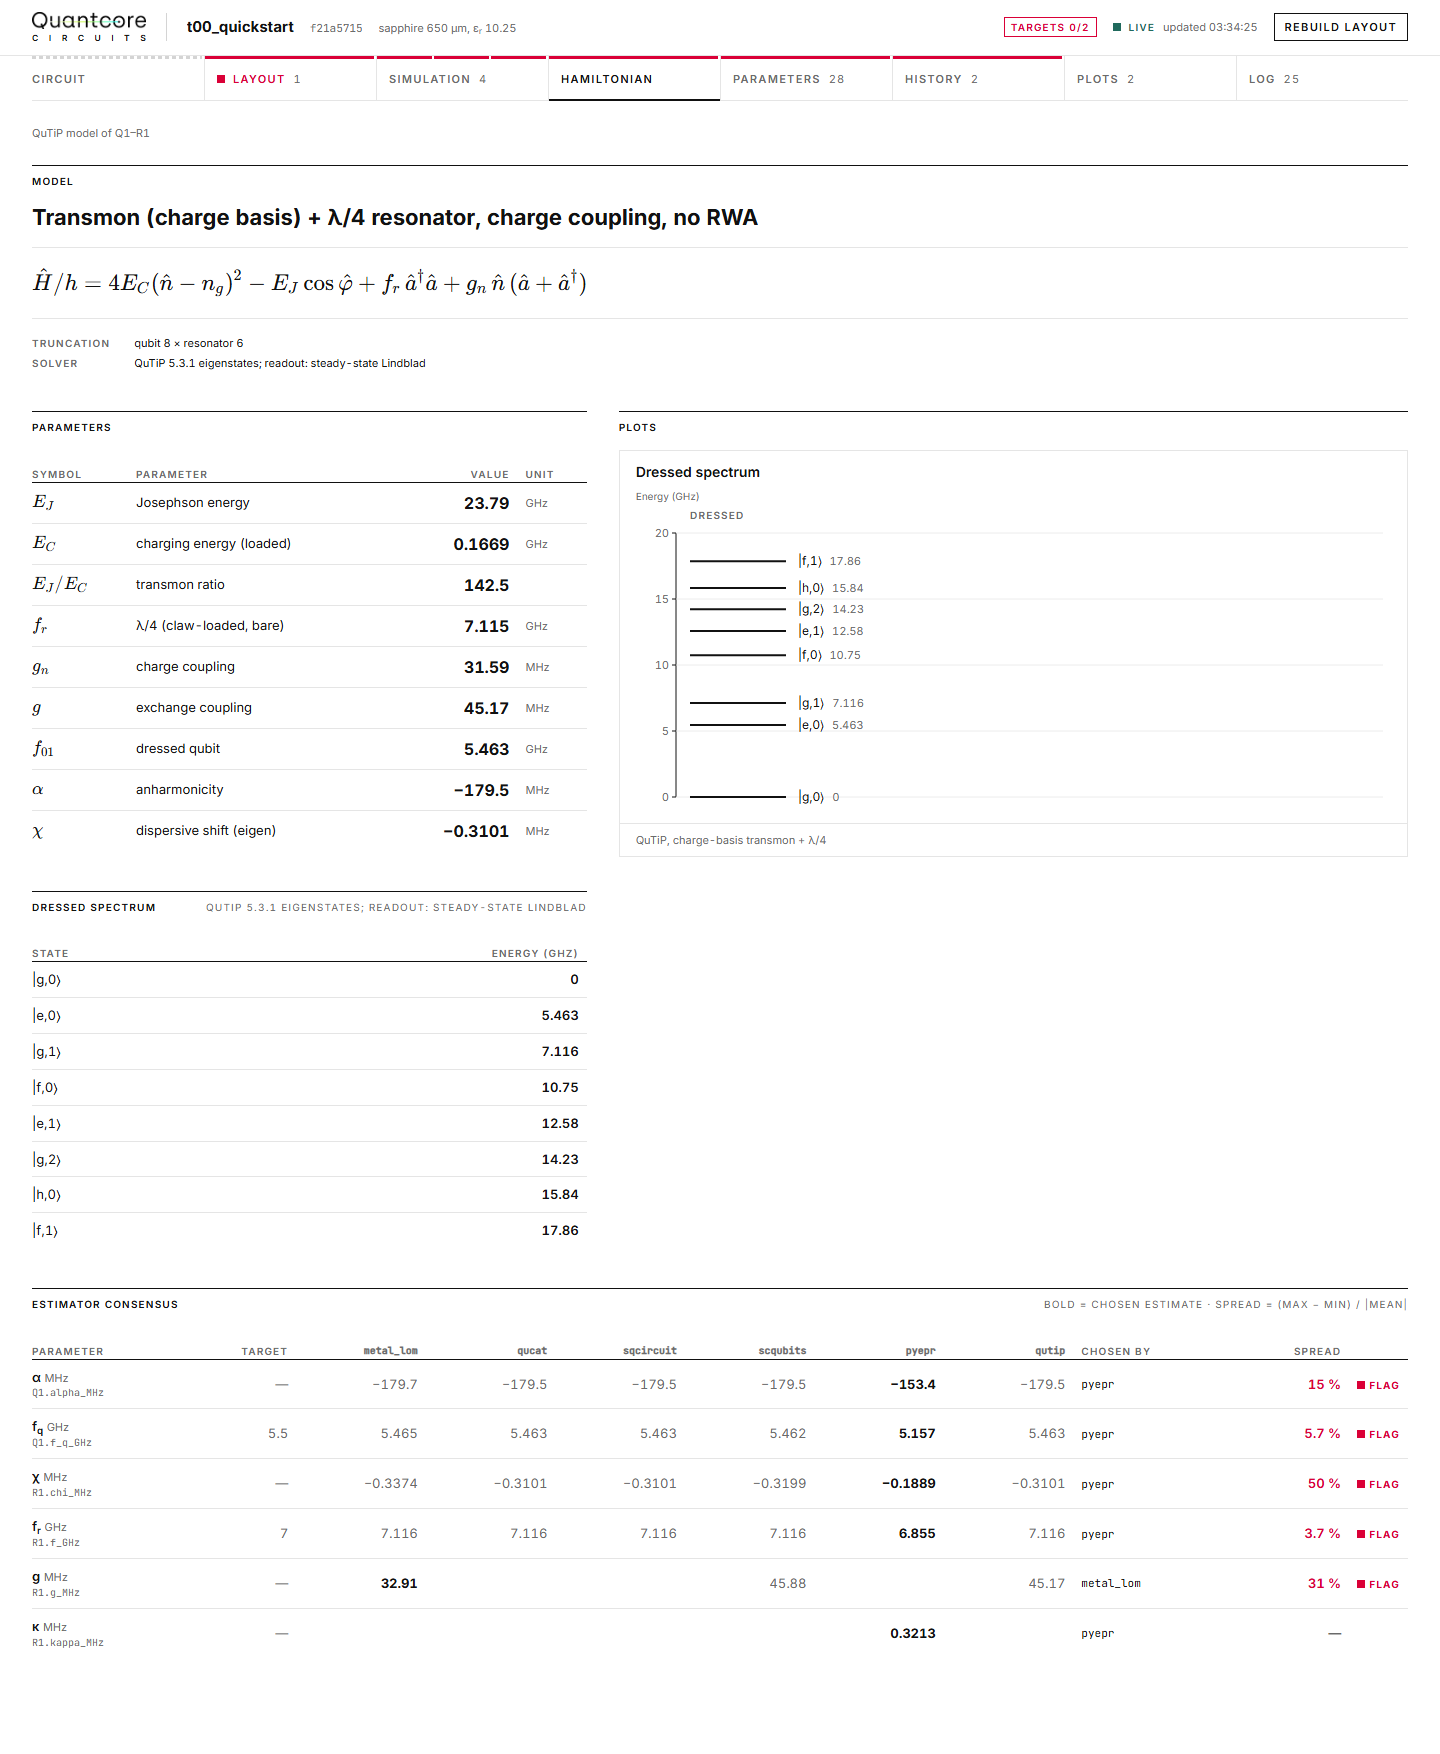 Quantcore
CIRCUITS
t00_quickstart
f21a5715
sapphire 650 µm, εᵣ 10.25
TARGETS 0/2
LIVE updated 03:34:25
REBUILD LAYOUT
CIRCUIT
LAYOUT 1
SIMULATION 4
HAMILTONIAN
PARAMETERS 28
HISTORY 2
PLOTS 2
LOG 25
QuTiP model of Q1–R1
MODEL
Transmon (charge basis) + λ/4 resonator, charge coupling, no RWA
Ĥ/h = 4E_C(n̂ − n_g)² − E_J cos φ̂ + f_r â†â + g_n n̂ (â + â†)
TRUNCATION qubit 8 × resonator 6
SOLVER QuTiP 5.3.1 eigenstates; readout: steady-state Lindblad
PARAMETERS
SYMBOL PARAMETER VALUE UNIT
E_J Josephson energy 23.79 GHz
E_C charging energy (loaded) 0.1669 GHz
E_J/E_C transmon ratio 142.5
f_r λ/4 (claw-loaded, bare) 7.115 GHz
g_n charge coupling 31.59 MHz
g exchange coupling 45.17 MHz
f₀₁ dressed qubit 5.463 GHz
α anharmonicity −179.5 MHz
χ dispersive shift (eigen) −0.3101 MHz
PLOTS
Dressed spectrum
Energy (GHz)
DRESSED
20
|f,1⟩ 17.86
|h,0⟩ 15.84
15
|g,2⟩ 14.23
|e,1⟩ 12.58
|f,0⟩ 10.75
10
|g,1⟩ 7.116
|e,0⟩ 5.463
5
0
|g,0⟩ 0
QuTiP, charge-basis transmon + λ/4
DRESSED SPECTRUM QUTIP 5.3.1 EIGENSTATES; READOUT: STEADY-STATE LINDBLAD
STATE ENERGY (GHZ)
|g,0⟩ 0
|e,0⟩ 5.463
|g,1⟩ 7.116
|f,0⟩ 10.75
|e,1⟩ 12.58
|g,2⟩ 14.23
|h,0⟩ 15.84
|f,1⟩ 17.86
ESTIMATOR CONSENSUS BOLD = CHOSEN ESTIMATE · SPREAD = (MAX − MIN) / |MEAN|
PARAMETER TARGET metal_lom qucat sqcircuit scqubits pyepr qutip CHOSEN BY SPREAD
α MHz — −179.7 −179.5 −179.5 −179.5 −153.4 −179.5 pyepr 15 % FLAG
Q1.alpha_MHz
f_q GHz 5.5 5.465 5.463 5.463 5.462 5.157 5.463 pyepr 5.7 % FLAG
Q1.f_q_GHz
χ MHz — −0.3374 −0.3101 −0.3101 −0.3199 −0.1889 −0.3101 pyepr 50 % FLAG
R1.chi_MHz
f_r GHz 7 7.116 7.116 7.116 7.116 6.855 7.116 pyepr 3.7 % FLAG
R1.f_GHz
g MHz — 32.91 45.88 45.17 metal_lom 31 % FLAG
R1.g_MHz
κ MHz — 0.3213 pyepr —
R1.kappa_MHz